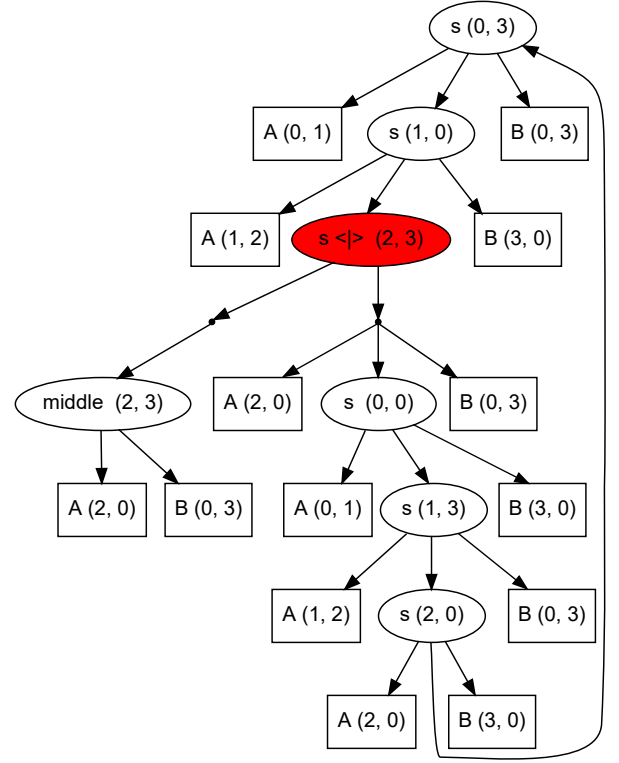 s (0, 3)
A (0, 1)
s (1, 0)
B (0, 3)
A (1, 2)
s <|> (2, 3)
B (3, 0)
middle (2, 3)
A (2, 0)
s (0, 0)
B (0, 3)
A (2, 0)
B (0, 3)
A (0, 1)
s (1, 3)
B (3, 0)
A (1, 2)
s (2, 0)
B (0, 3)
A (2, 0)
B (3, 0)